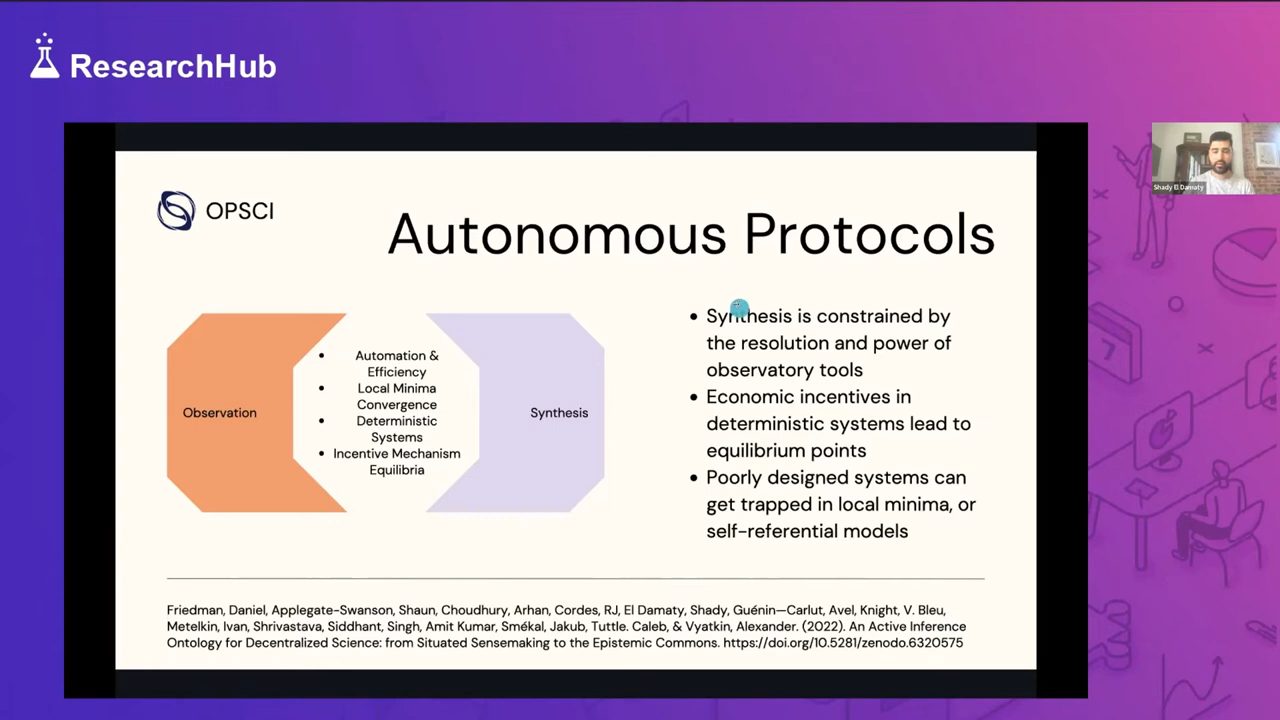 ResearchHub
Shady El Damaty
OPSCI
Autonomous Protocols
Observation
• Automation &
Efficiency
• Local Minima
Convergence
• Deterministic
Systems
• Incentive Mechanism
Equilibria
Synthesis
• Synthesis is constrained by
the resolution and power of
observatory tools
• Economic incentives in
deterministic systems lead to
equilibrium points
• Poorly designed systems can
get trapped in local minima, or
self-referential models
Friedman, Daniel, Applegate-Swanson, Shaun, Choudhury, Arhan, Cordes, RJ, El Damaty, Shady, Guénin—Carlut, Avel, Knight, V. Bleu,
Metelkin, Ivan, Shrivastava, Siddhant, Singh, Amit Kumar, Smékal, Jakub, Tuttle. Caleb, & Vyatkin, Alexander. (2022). An Active Inference
Ontology for Decentralized Science: from Situated Sensemaking to the Epistemic Commons. https://doi.org/10.5281/zenodo.6320575
7